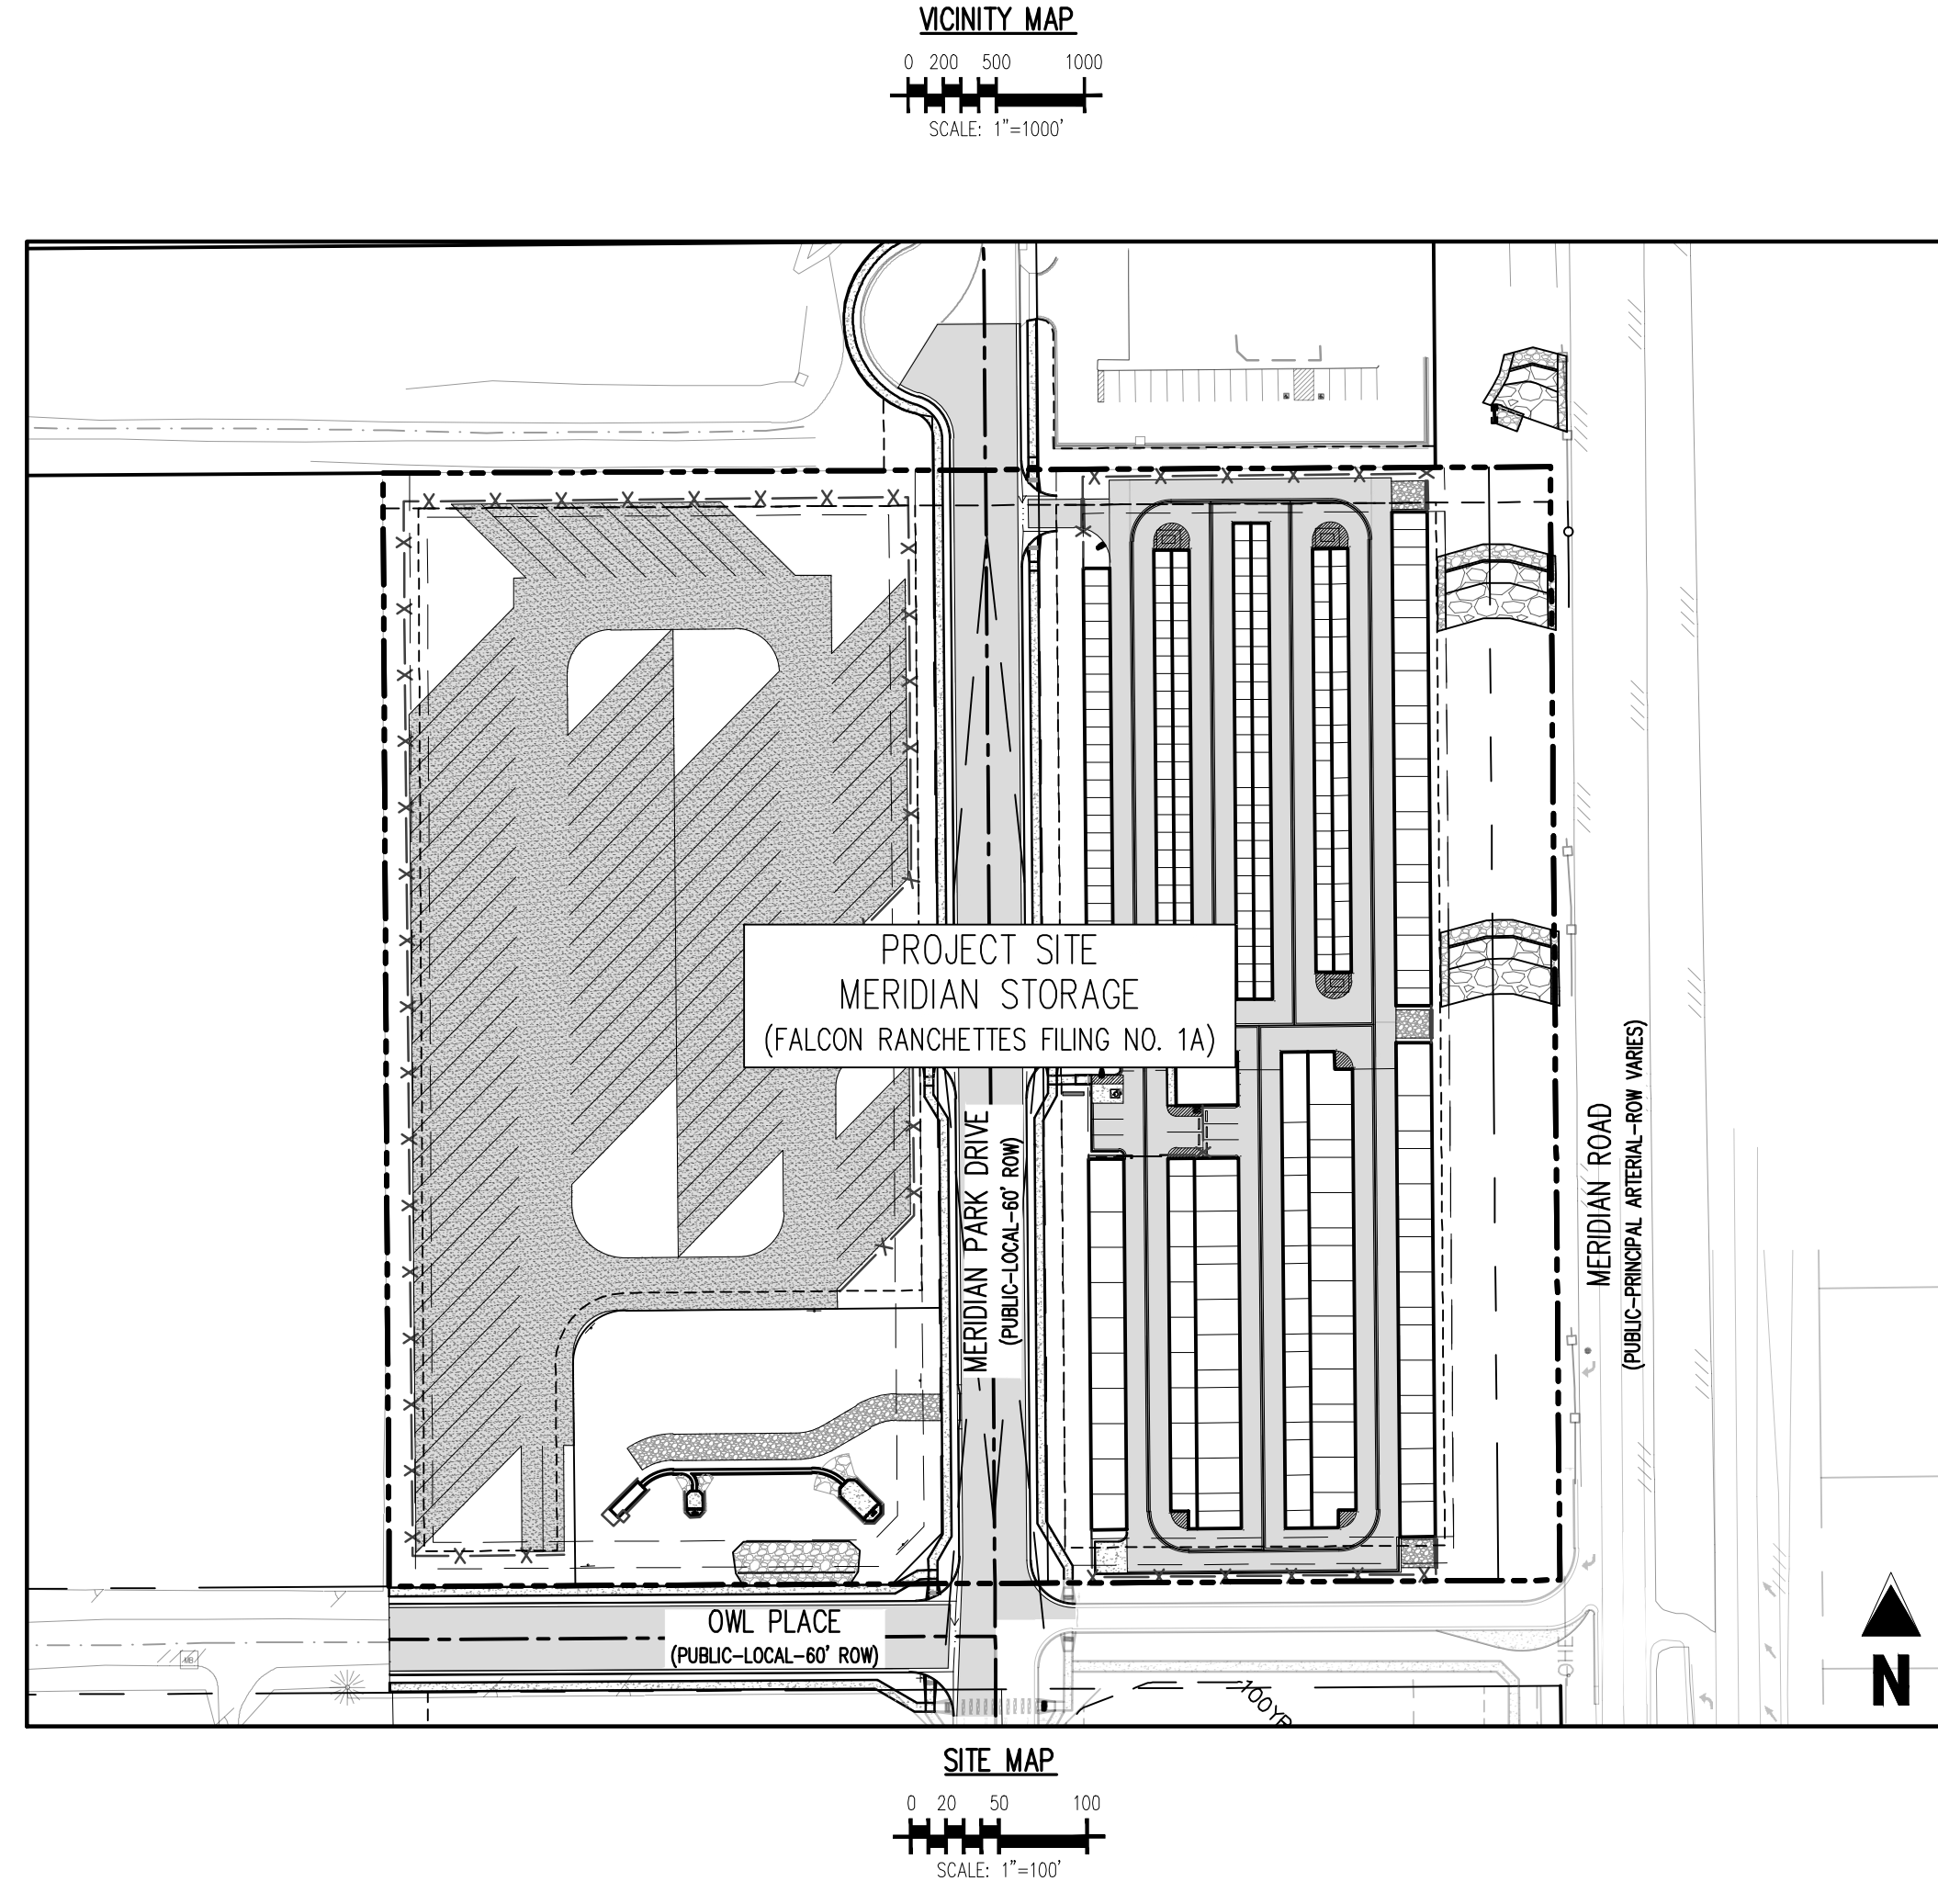 VICINITY MAP
0 200 500 1000
SCALE: 1"=1000'
PROJECT SITE
MERIDIAN STORAGE
(FALCON RANCHETTES FILING NO. 1A)
MERIDIAN PARK DRIVE
(PUBLIC-LOCAL-60' ROW)
MERIDIAN ROAD
(PUBLIC-PRINCIPAL ARTERIAL-ROW VARIES)
OWL PLACE
(PUBLIC-LOCAL-60' ROW)
100YR
N
SITE MAP
0 20 50 100
SCALE: 1"=100'